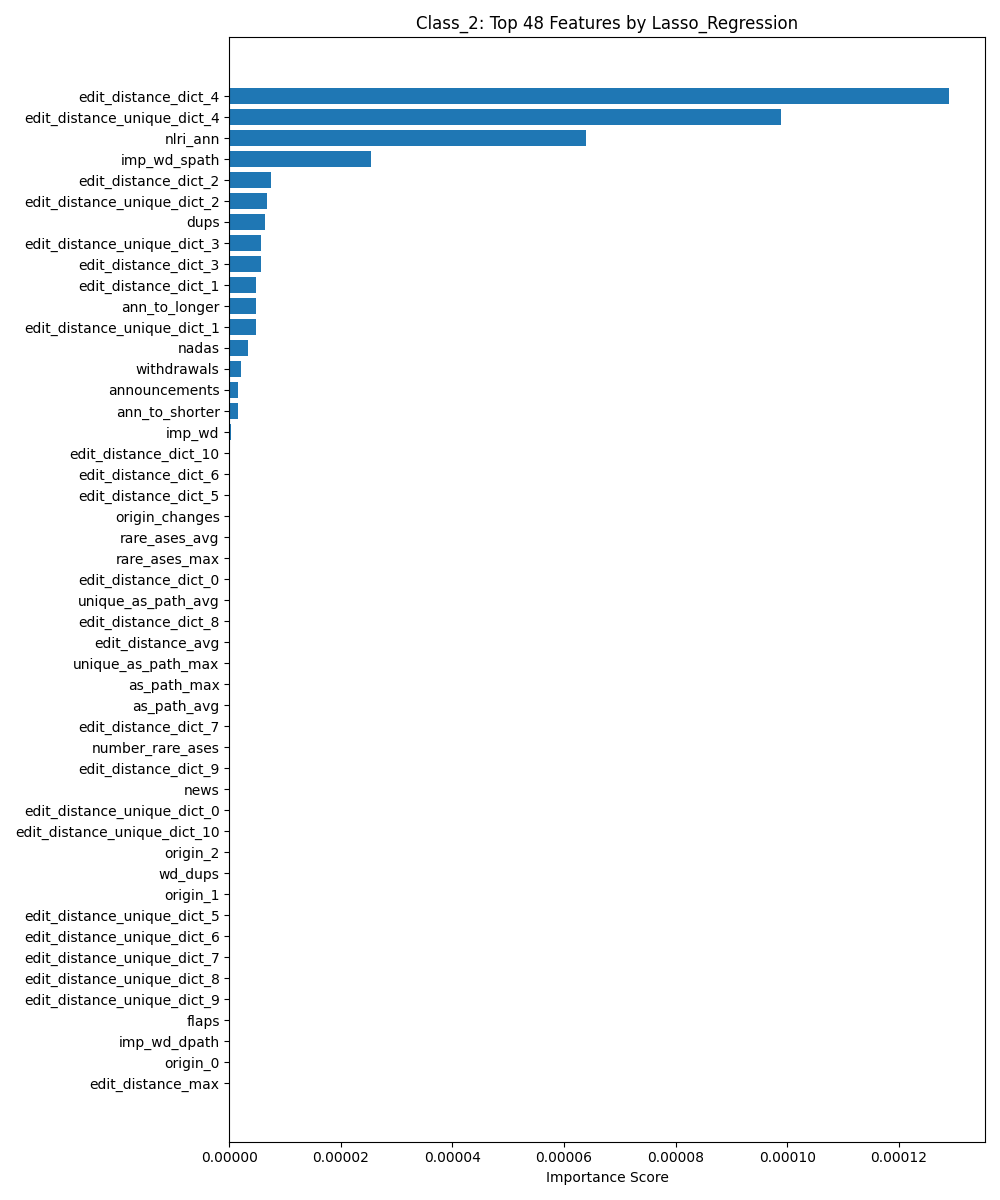 Class_2: Top 48 Features by Lasso_Regression
edit_distance_dict_4
edit_distance_unique_dict_4
nlri_ann
imp_wd_spath
edit_distance_dict_2
edit_distance_unique_dict_2
dups
edit_distance_unique_dict_3
edit_distance_dict_3
edit_distance_dict_1
ann_to_longer
edit_distance_unique_dict_1
nadas
withdrawals
announcements
ann_to_shorter
imp_wd
edit_distance_dict_10
edit_distance_dict_6
edit_distance_dict_5
origin_changes
rare_ases_avg
rare_ases_max
edit_distance_dict_0
unique_as_path_avg
edit_distance_dict_8
edit_distance_avg
unique_as_path_max
as_path_max
as_path_avg
edit_distance_dict_7
number_rare_ases
edit_distance_dict_9
news
edit_distance_unique_dict_0
edit_distance_unique_dict_10
origin_2
wd_dups
origin_1
edit_distance_unique_dict_5
edit_distance_unique_dict_6
edit_distance_unique_dict_7
edit_distance_unique_dict_8
edit_distance_unique_dict_9
flaps
imp_wd_dpath
origin_0
edit_distance_max
0.00000 0.00002 0.00004 0.00006 0.00008 0.00010 0.00012
Importance Score